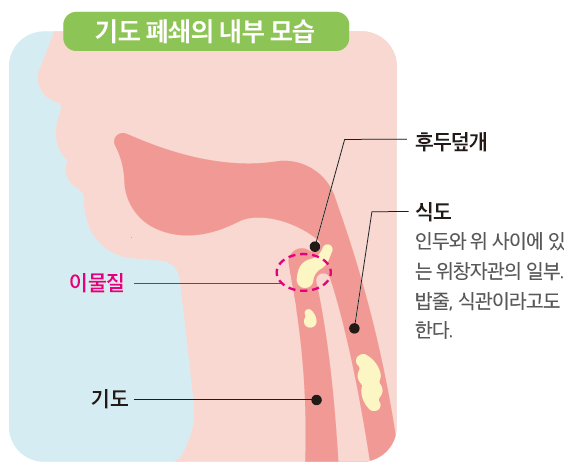 기도 폐쇄의 내부 모습
후두덮개
식도
인두와 위 사이에 있
는 위창자관의 일부.
밥줄, 식관이라고도
한다.
이물질
기도